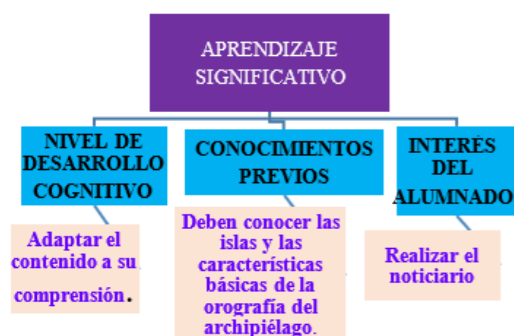 APRENDIZAJE
SIGNIFICATIVO
NIVEL DE
DESARROLLO
COGNITIVO
Adaptar el
contenido a su
comprensión.
CONOCIMIENTOS
PREVIOS
Deben conocer las
islas y las
características
básicas de la
orografía del
archipiélago.
INTERÉS
DEL
ALUMNADO
Realizar el
noticiario